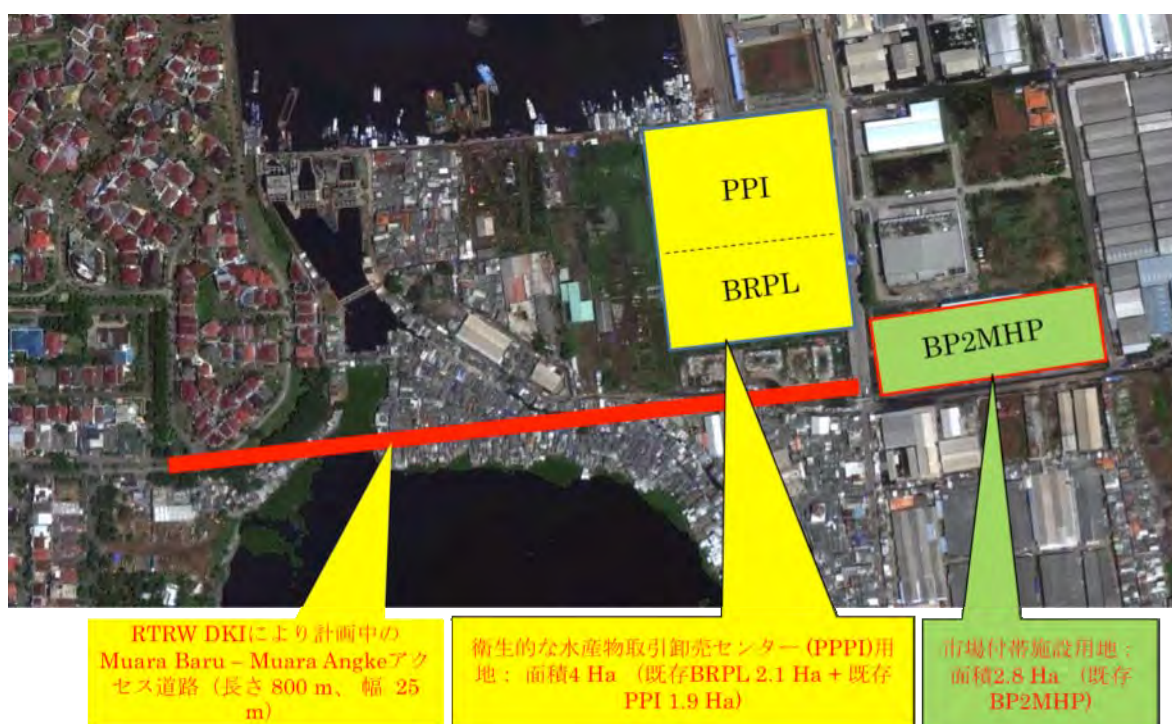 PPI
BRPL
BP2MHP
RTRW DKIにより計画中の
Muara Baru – Muara Angkeアク
セス道路（長さ 800 m、 幅 25
m）
衛生的な水産物取引卸売センター (PPPI)用
地； 面積4 Ha （既存BRPL 2.1 Ha + 既存
PPI 1.9 Ha）
市場付帯施設用地；
面積2.8 Ha （既存
BP2MHP）